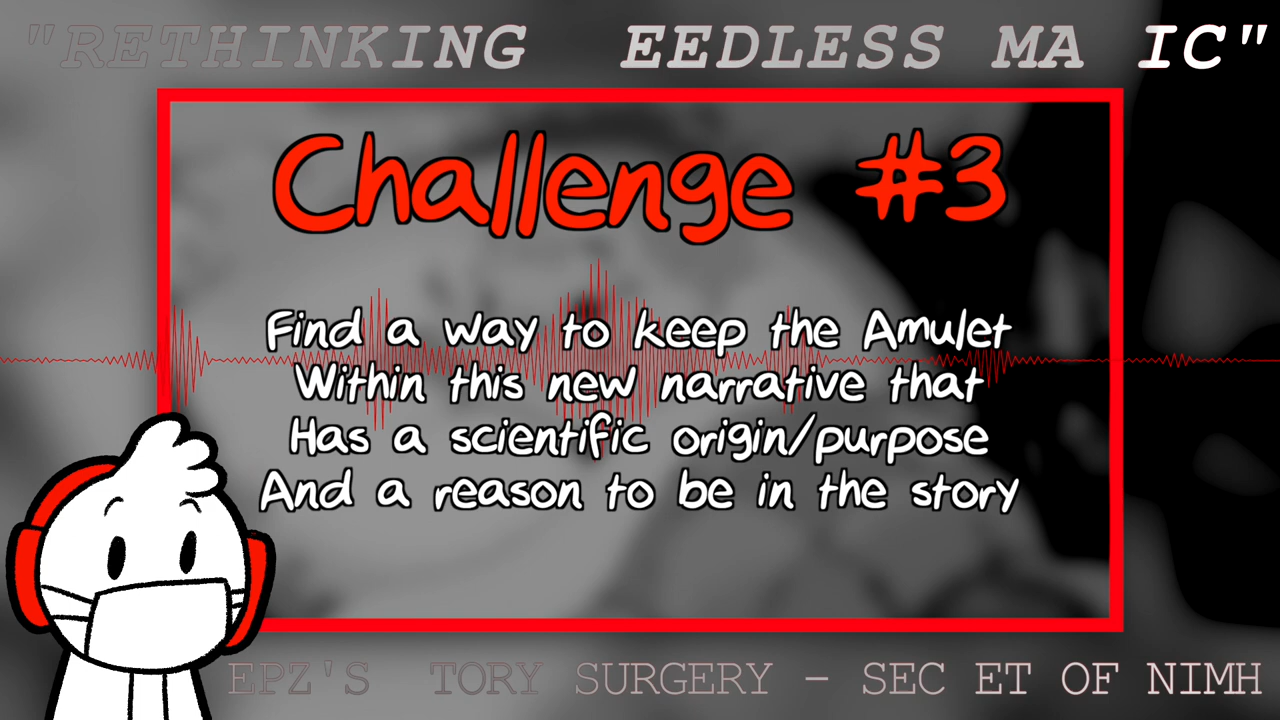 "RETHINKING  EEDLESS MA IC"
Challenge #3
Find a way to keep the Amulet
Within this new narrative that
Has a scientific origin/purpose
And a reason to be in the story
EPZ'S  TORY SURGERY - SEC ET OF NIMH